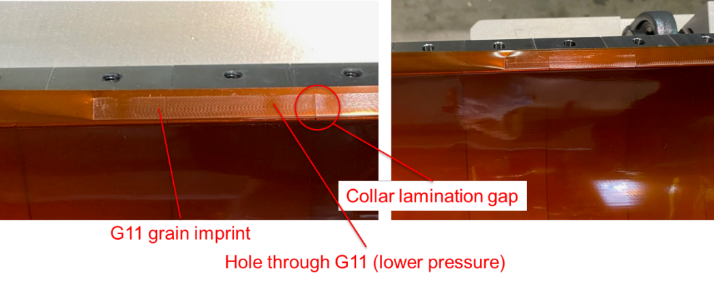 Collar lamination gap
G11 grain imprint
Hole through G11 (lower pressure)